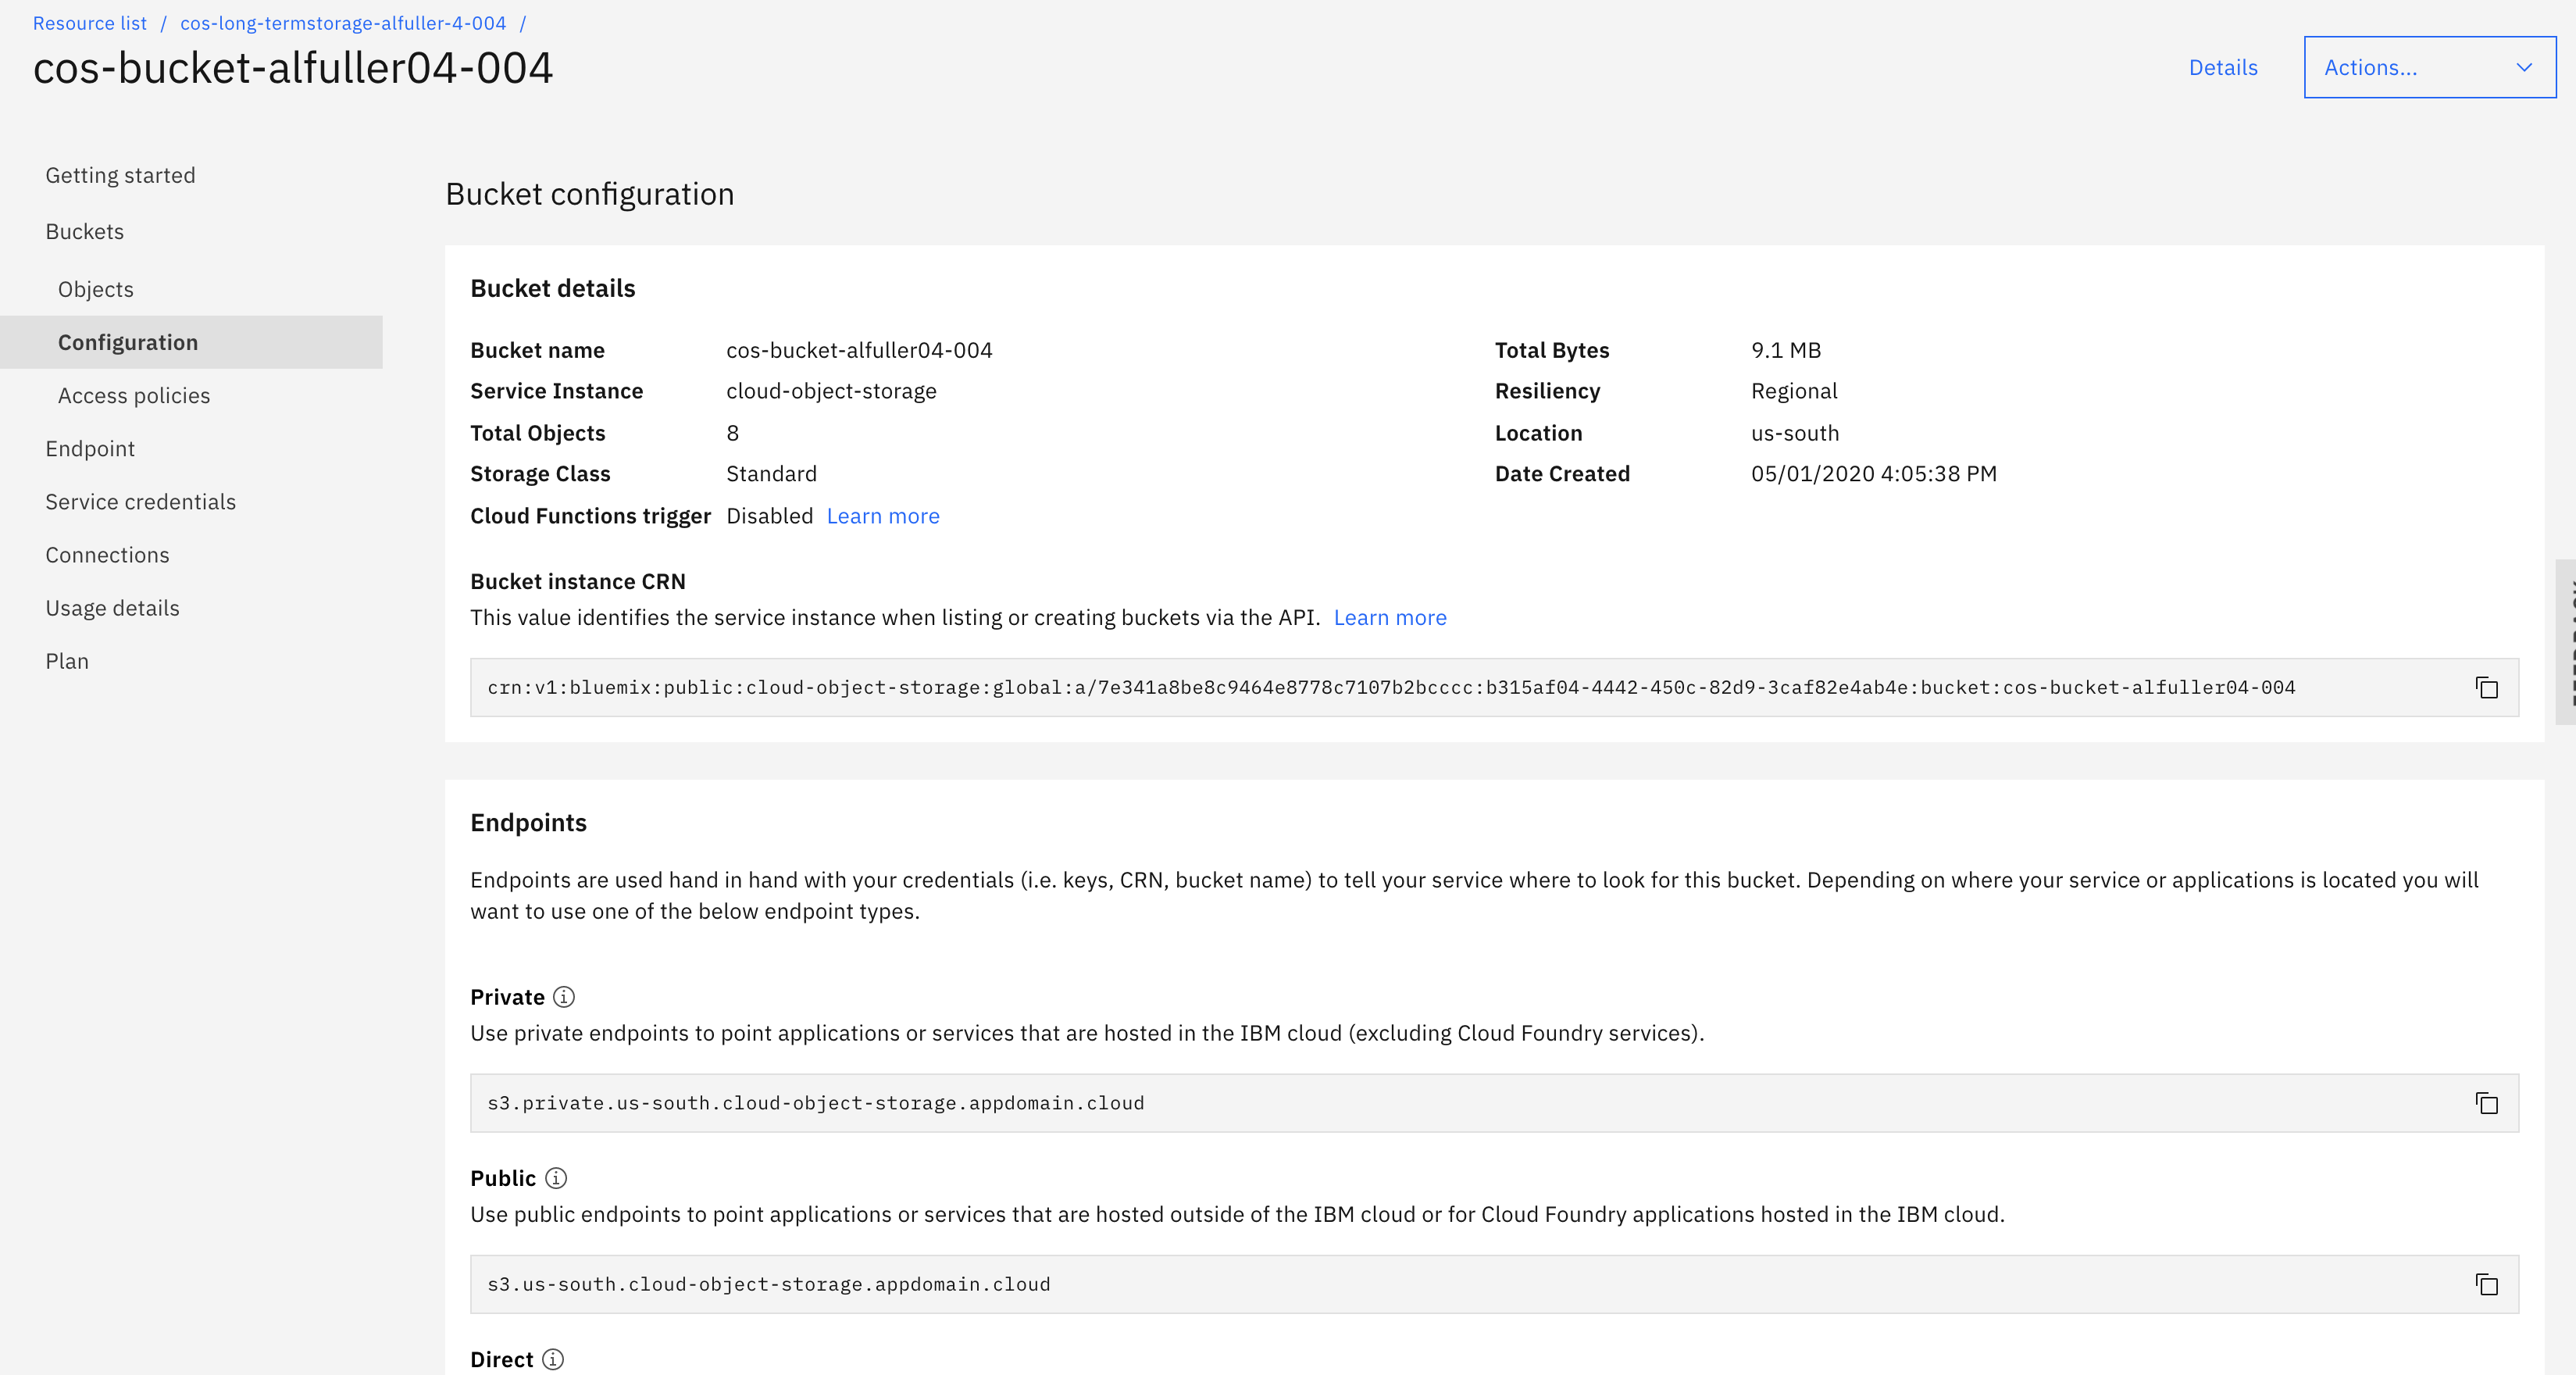 Resource list / cos-long-termstorage-alfuller-4-004 /
cos-bucket-alfuller04-004
Details
Actions...
Getting started
Buckets
Objects
Configuration
Access policies
Endpoint
Service credentials
Connections
Usage details
Plan
Bucket configuration
Bucket details
Bucket name cos-bucket-alfuller04-004
Service Instance cloud-object-storage
Total Objects 8
Storage Class Standard
Cloud Functions trigger Disabled Learn more
Total Bytes 9.1 MB
Resiliency Regional
Location us-south
Date Created 05/01/2020 4:05:38 PM
Bucket instance CRN
This value identifies the service instance when listing or creating buckets via the API. Learn more
crn:v1:bluemix:public:cloud-object-storage:global:a/7e341a8be8c9464e8778c7107b2bcccc:b315af04-4442-450c-82d9-3caf82e4ab4e:bucket:cos-bucket-alfuller04-004
Endpoints
Endpoints are used hand in hand with your credentials (i.e. keys, CRN, bucket name) to tell your service where to look for this bucket. Depending on where your service or applications is located you will
want to use one of the below endpoint types.
Private
Use private endpoints to point applications or services that are hosted in the IBM cloud (excluding Cloud Foundry services).
s3.private.us-south.cloud-object-storage.appdomain.cloud
Public
Use public endpoints to point applications or services that are hosted outside of the IBM cloud or for Cloud Foundry applications hosted in the IBM cloud.
s3.us-south.cloud-object-storage.appdomain.cloud
Direct